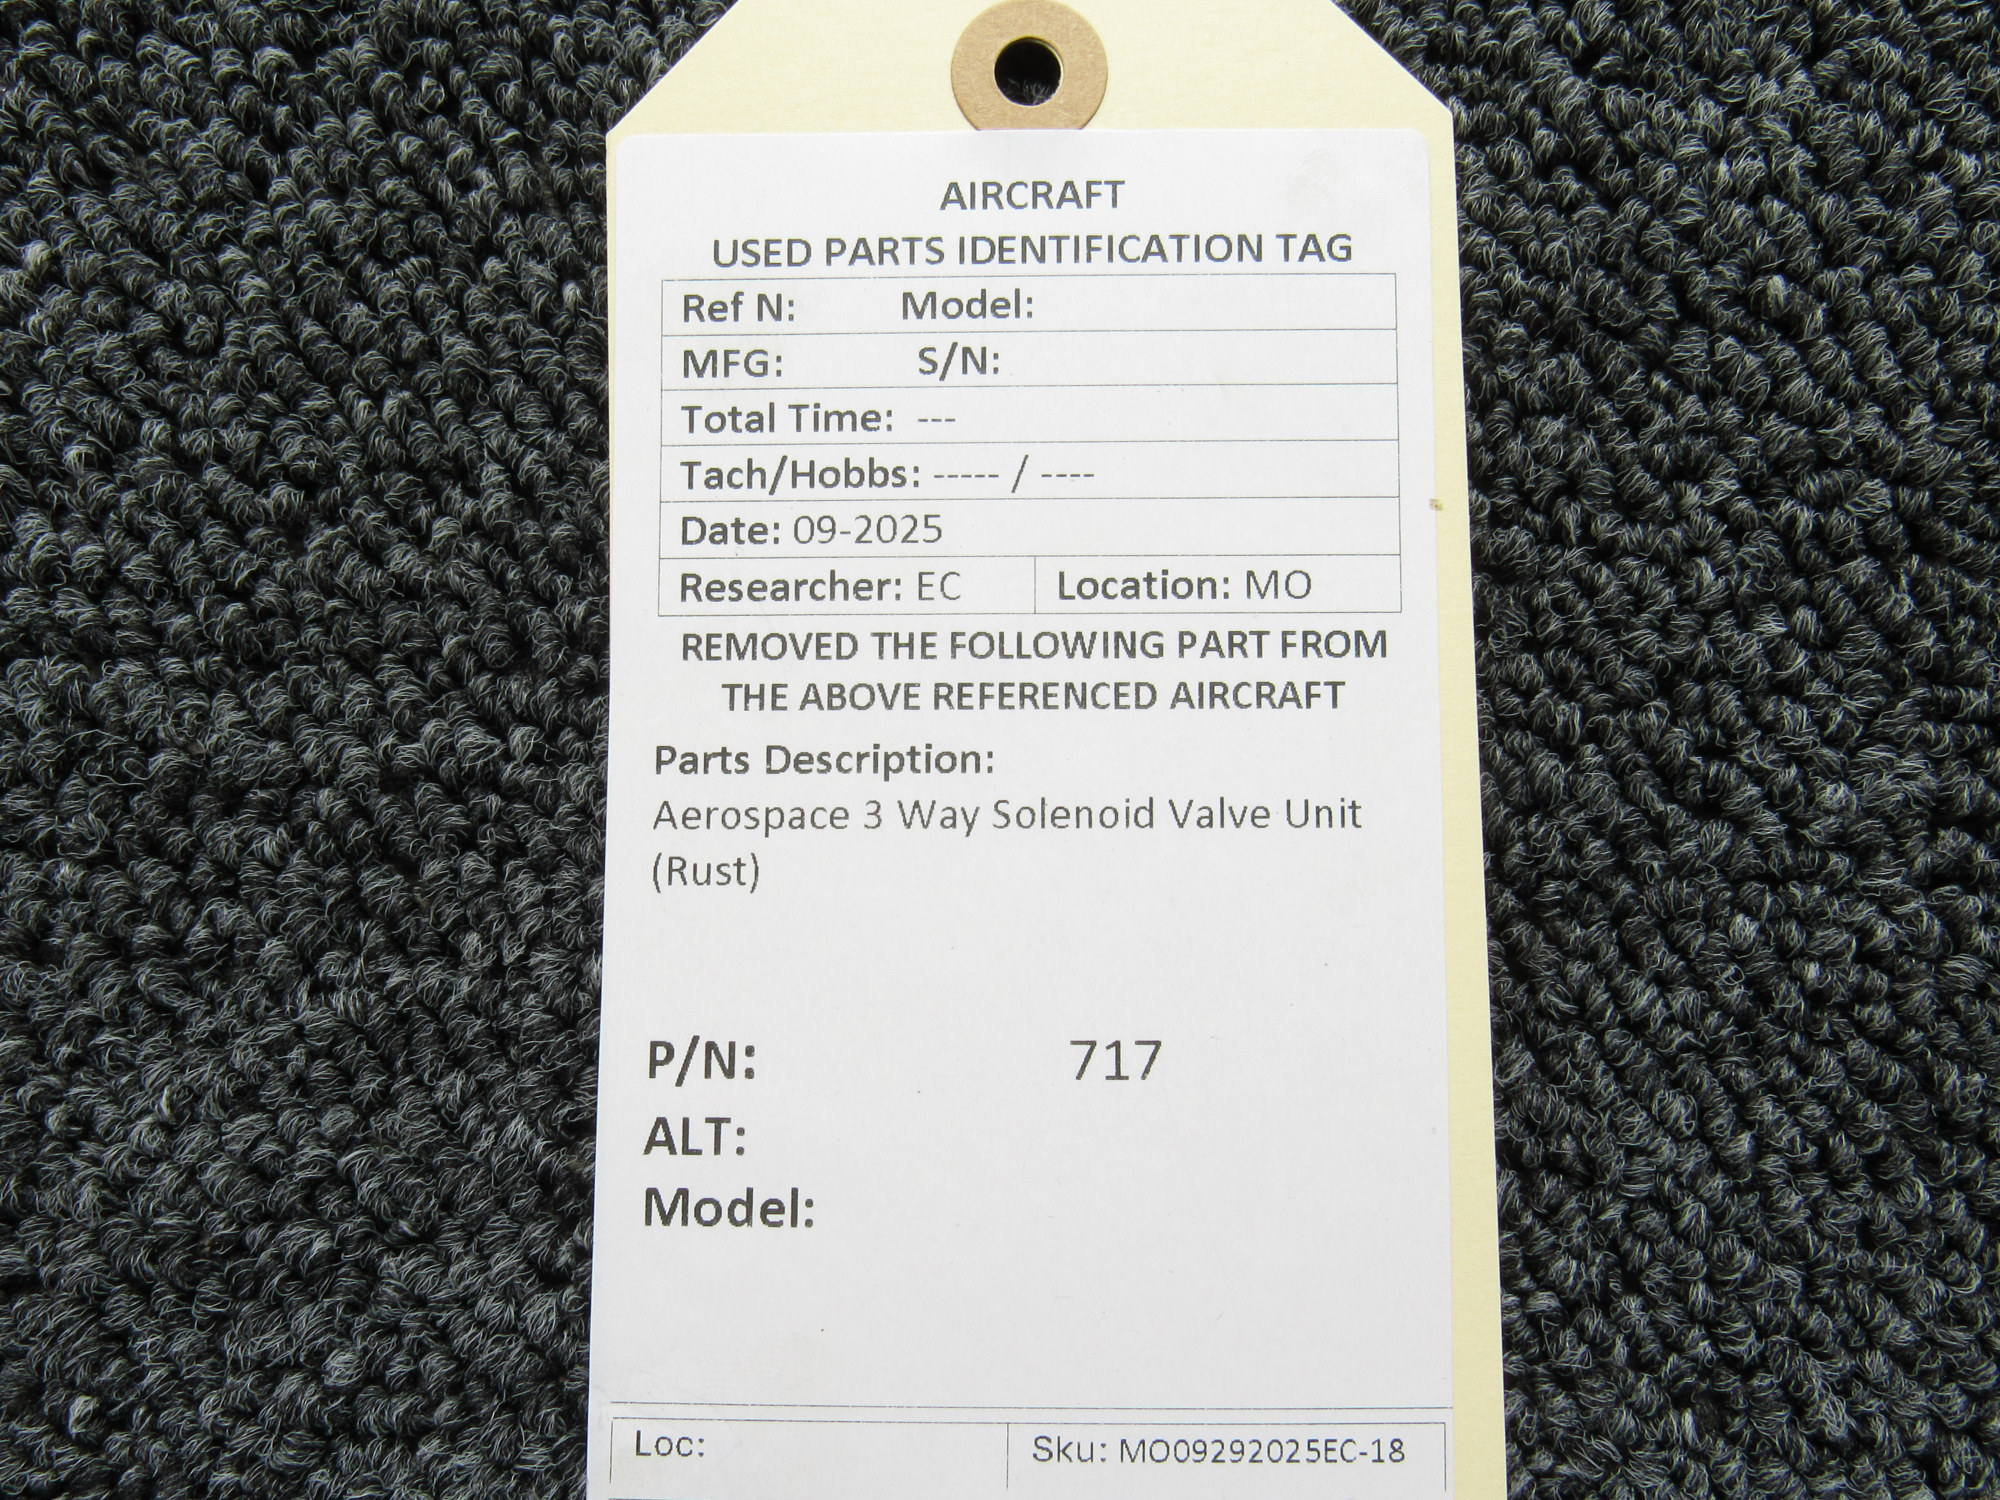 AIRCRAFT
USED PARTS IDENTIFICATION TAG
Ref N: Model:
MFG: S/N:
Total Time: ---
Tach/Hobbs: ----- / ----
Date: 09-2025
Researcher: EC Location: MO
REMOVED THE FOLLOWING PART FROM
THE ABOVE REFERENCED AIRCRAFT
Parts Description:
Aerospace 3 Way Solenoid Valve Unit
(Rust)
P/N: 717
ALT:
Model:
Loc: Sku: MO09292025EC-18